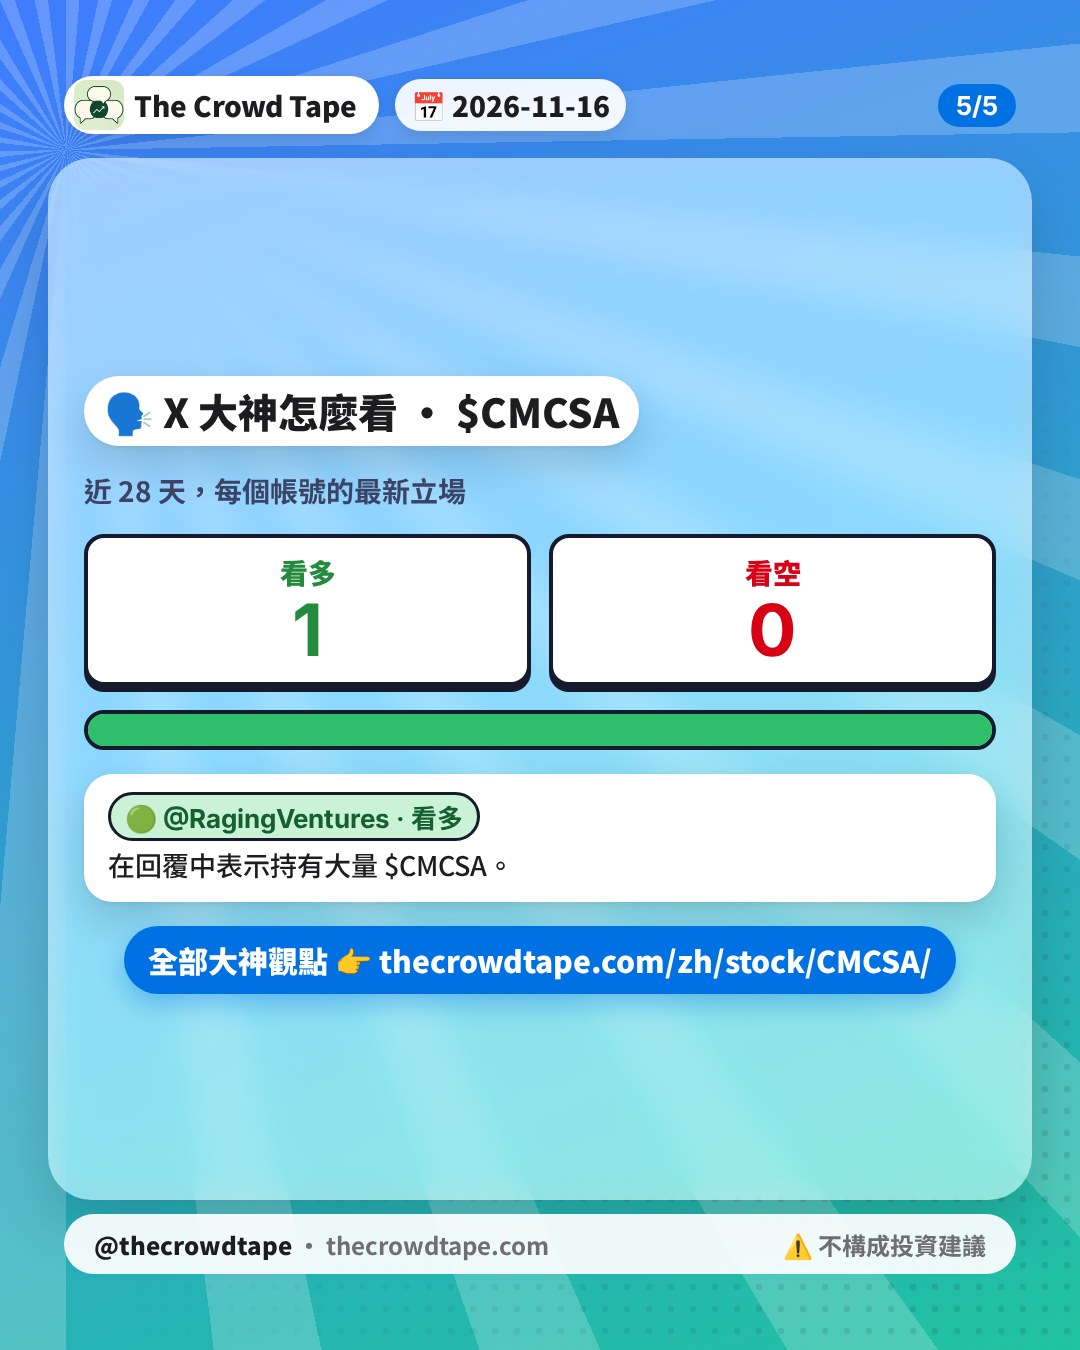 The Crowd Tape
📅 2026-11-16
5/5
🗣️ X 大神怎麼看 · $CMCSA
近 28 天，每個帳號的最新立場
看多
1
看空
0
🟢 @RagingVentures · 看多
在回覆中表示持有大量 $CMCSA。
全部大神觀點 👉 thecrowdtape.com/zh/stock/CMCSA/
@thecrowdtape · thecrowdtape.com
⚠️ 不構成投資建議